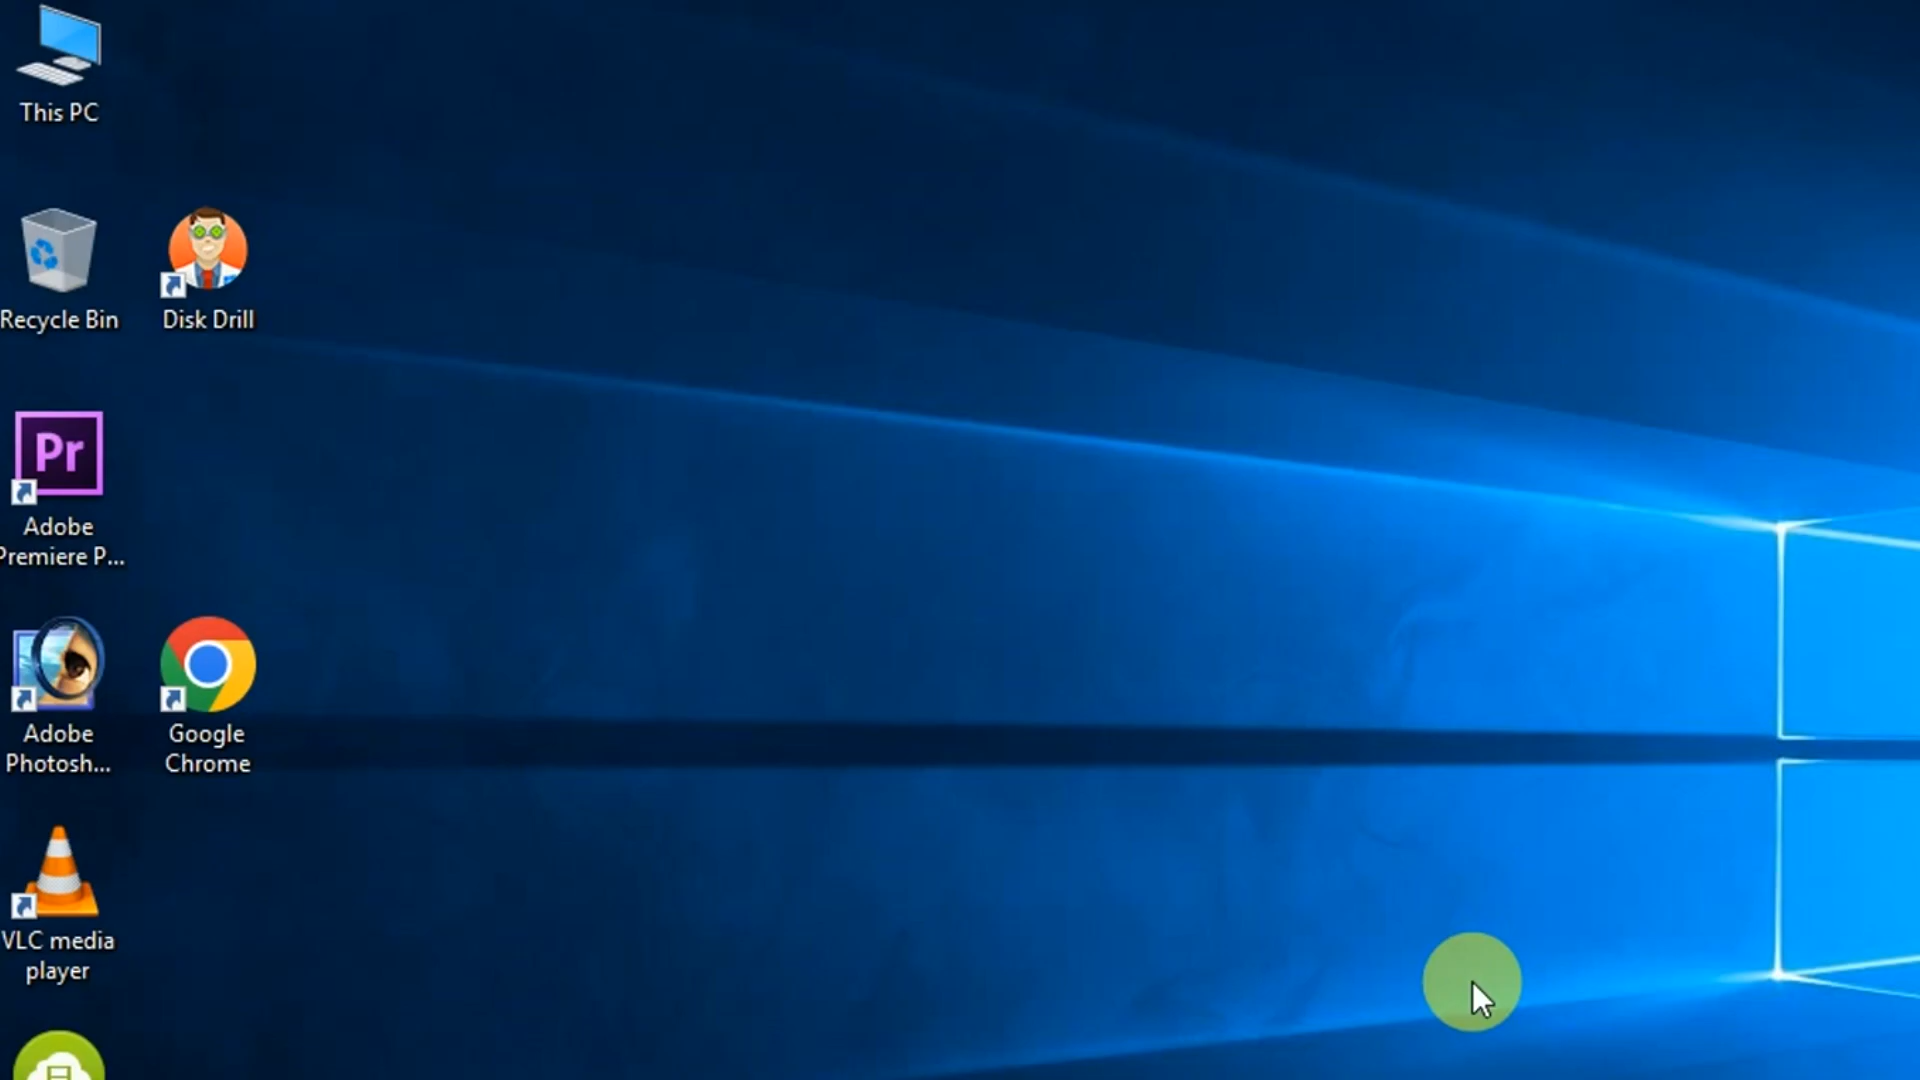 This PC
Recycle Bin
Disk Drill
Pr
Adobe
Premiere P...
Adobe
Photosh...
Google
Chrome
VLC media
player